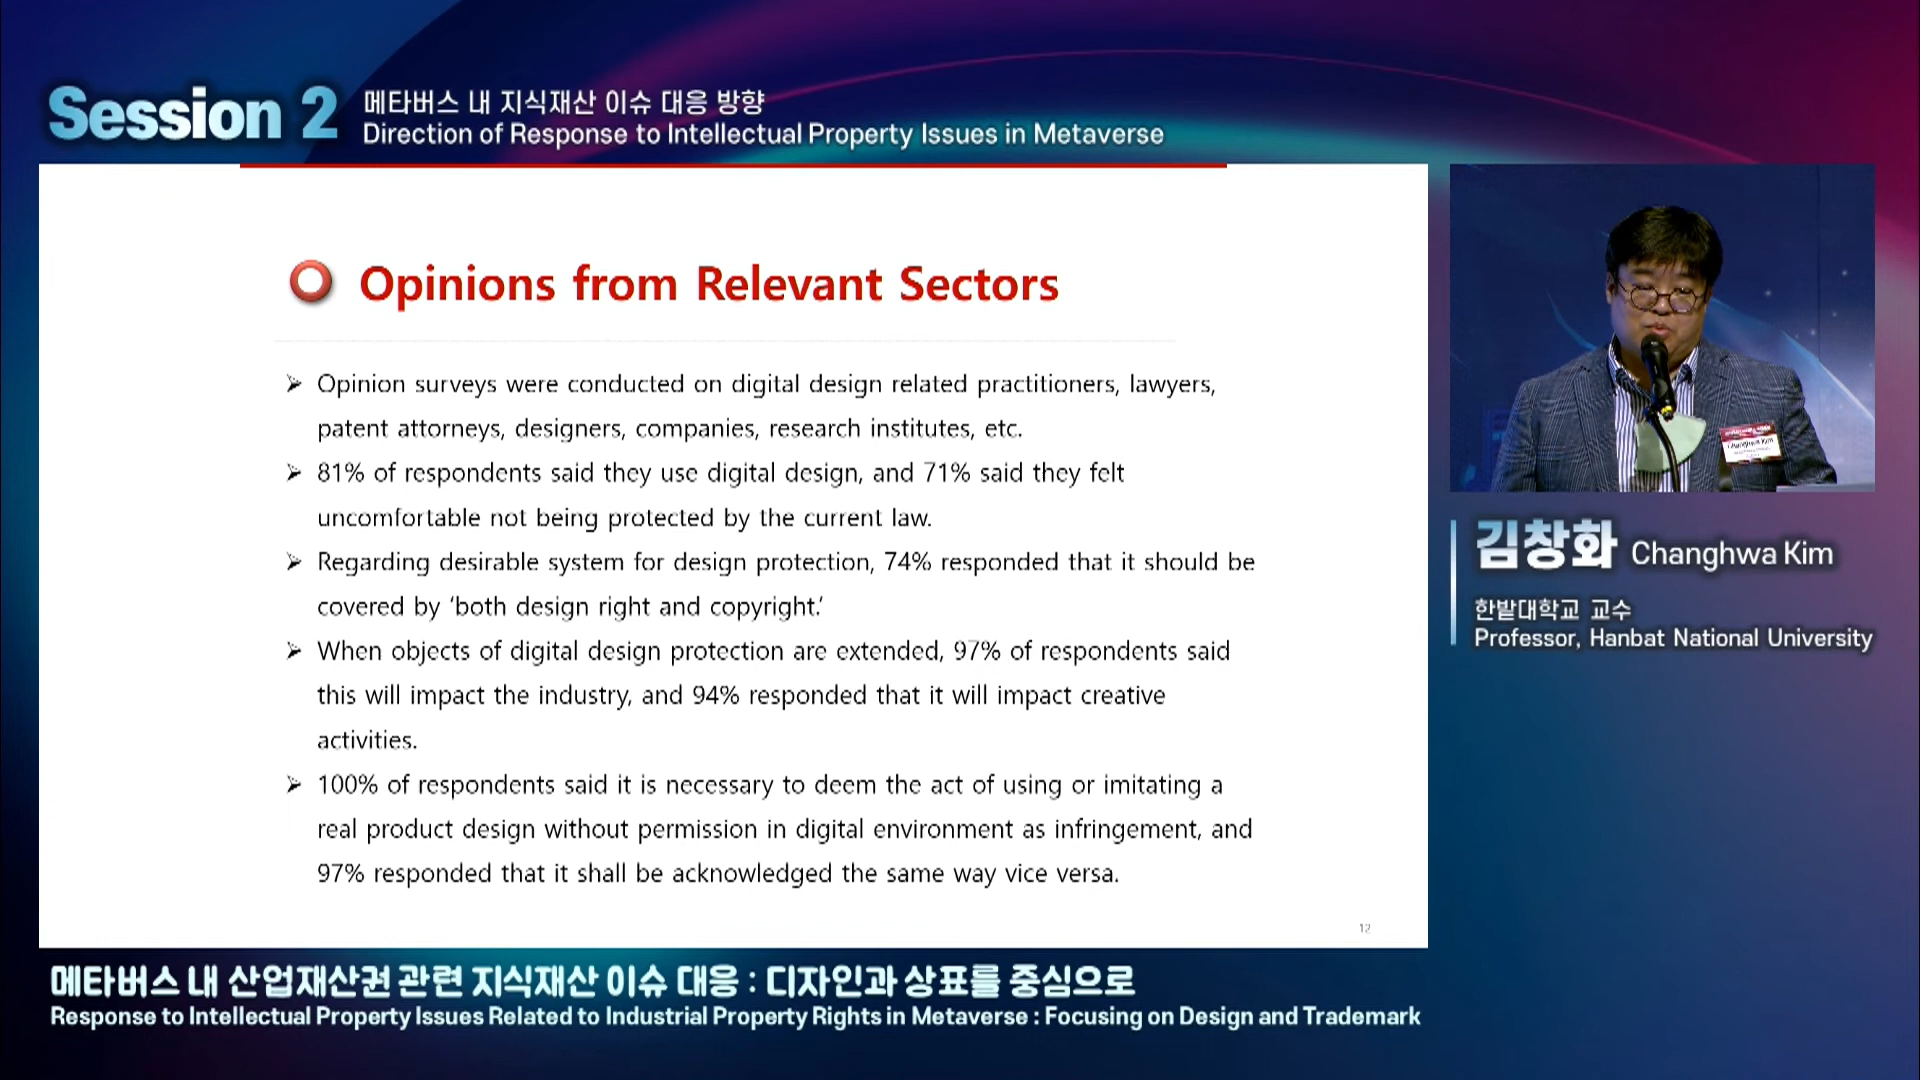 Session 2
메타버스 내 지식재산 이슈 대응 방향
Direction of Response to Intellectual Property Issues in Metaverse
Opinions from Relevant Sectors
➢ Opinion surveys were conducted on digital design related practitioners, lawyers,
patent attorneys, designers, companies, research institutes, etc.
➢ 81% of respondents said they use digital design, and 71% said they felt
uncomfortable not being protected by the current law.
➢ Regarding desirable system for design protection, 74% responded that it should be
covered by ‘both design right and copyright.’
➢ When objects of digital design protection are extended, 97% of respondents said
this will impact the industry, and 94% responded that it will impact creative
activities.
➢ 100% of respondents said it is necessary to deem the act of using or imitating a
real product design without permission in digital environment as infringement, and
97% responded that it shall be acknowledged the same way vice versa.
12
Changhwa Kim
김창화 Changhwa Kim
한밭대학교 교수
Professor, Hanbat National University
메타버스 내 산업재산권 관련 지식재산 이슈 대응 : 디자인과 상표를 중심으로
Response to Intellectual Property Issues Related to Industrial Property Rights in Metaverse : Focusing on Design and Trademark